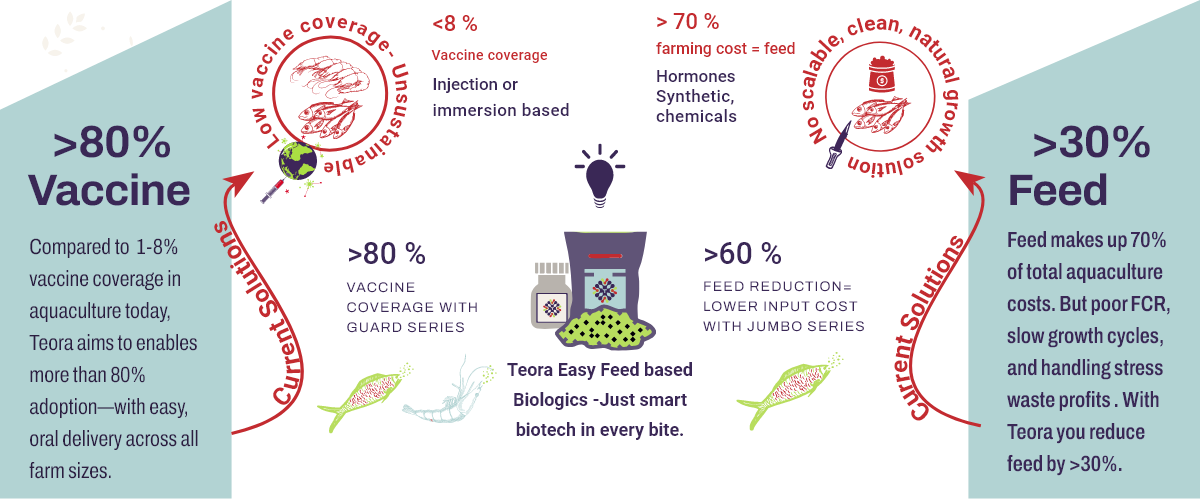 >80%
Vaccine
Compared to 1-8%
vaccine coverage in
aquaculture today,
Teora aims to enables
more than 80%
adoption—with easy,
oral delivery across all
farm sizes.
Current Solutions
Low vaccine coverage- Unsustainable
<8 %
Vaccine coverage
Injection or
immersion based
> 70 %
farming cost = feed
Hormones
Synthetic,
chemicals
No scalable, clean, natural growth solution
>80 %
VACCINE
COVERAGE WITH
GUARD SERIES
>60 %
FEED REDUCTION=
LOWER INPUT COST
WITH JUMBO SERIES
Teora Easy Feed based
Biologics -Just smart
biotech in every bite.
Current Solutions
>30%
Feed
Feed makes up 70%
of total aquaculture
costs. But poor FCR,
slow growth cycles,
and handling stress
waste profits . With
Teora you reduce
feed by >30%.